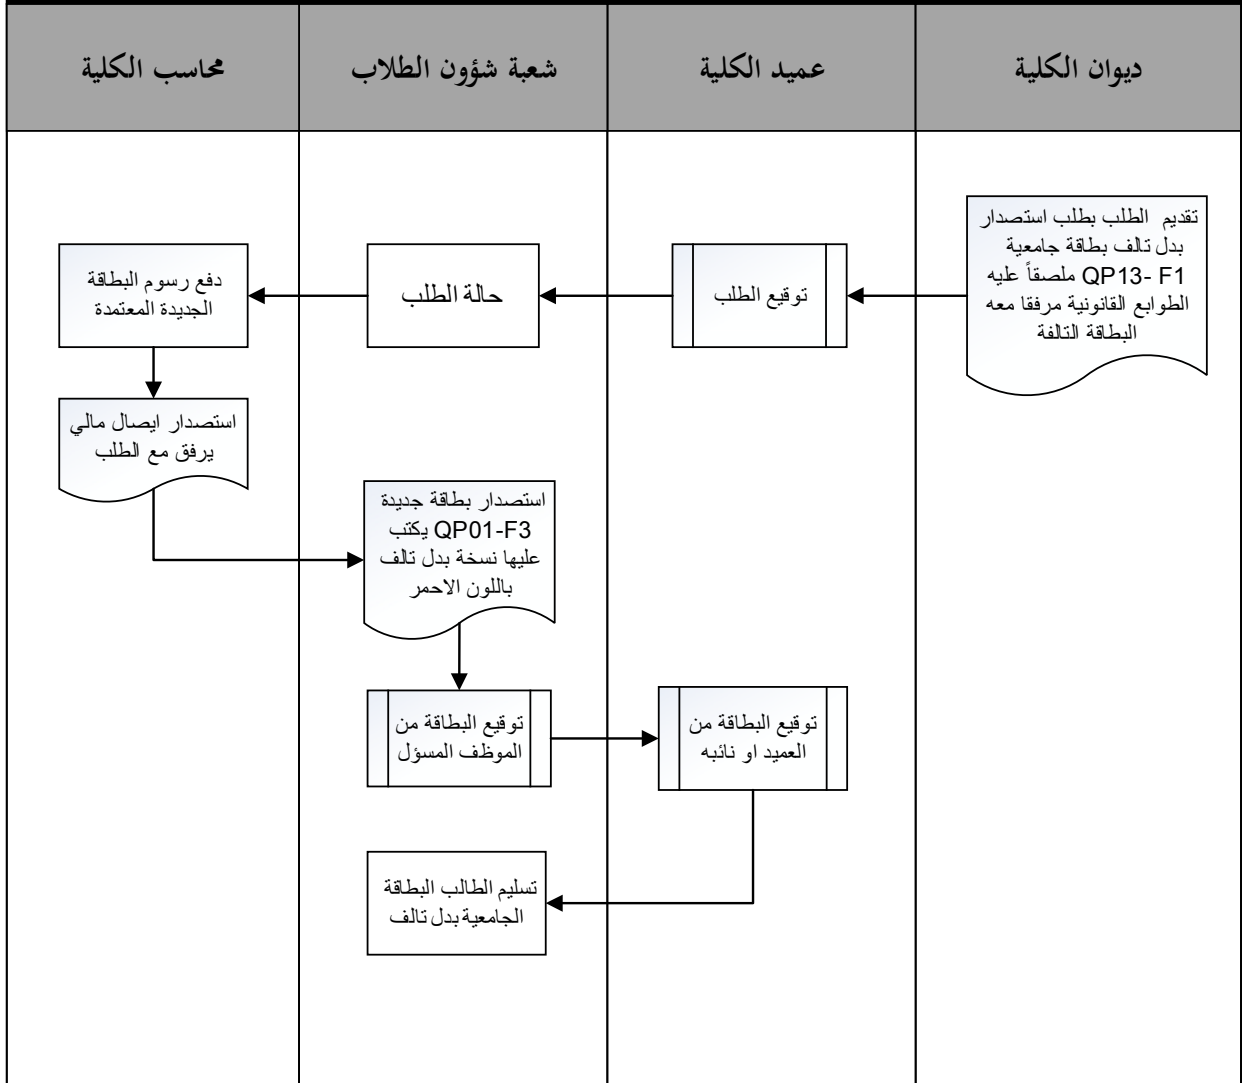 ديوان الكلية
عميد الكلية
شعبة شؤون الطلاب
محاسب الكلية
تقديم الطلب بطلب استصدار
بدل تالف بطاقة جامعية
QP13- F1 ملصقاً عليه
الطوابع القانونية مرفقا معه
البطاقة التالفة
توقيع الطلب
حالة الطلب
دفع رسوم البطاقة
الجديدة المعتمدة
استصدار ايصال مالي
يرفق مع الطلب
استصدار بطاقة جديدة
QP01-F3 يكتب
عليها نسخة بدل تالف
باللون الاحمر
توقيع البطاقة من
الموظف المسؤل
توقيع البطاقة من
العميد او نائبه
تسليم الطالب البطاقة
الجامعية بدل تالف